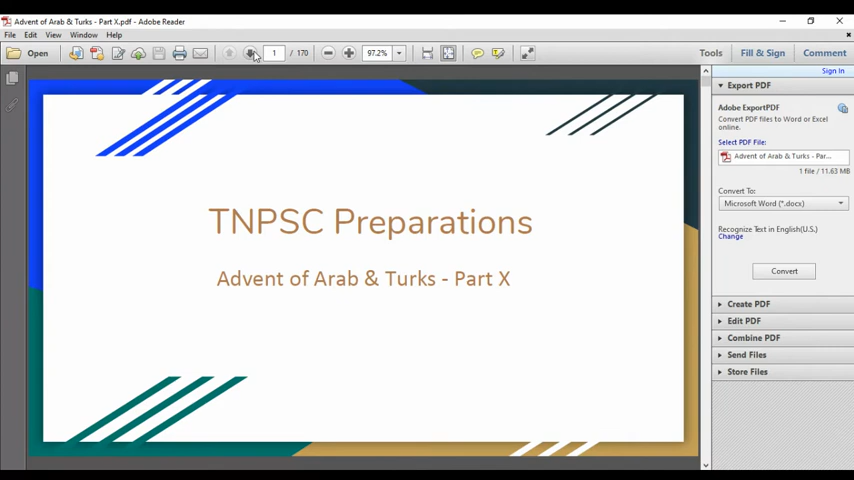 Advent of Arab & Turks - Part X.pdf - Adobe Reader
File Edit View Window Help
Open 1 / 170 97.2% Tools Fill & Sign Comment
Sign In
TNPSC Preparations
Advent of Arab & Turks - Part X
Export PDF
Adobe ExportPDF
Convert PDF files to Word or Excel
online.
Select PDF File:
Advent of Arab & Turks - Par...
1 file / 11.63 MB
Convert To:
Microsoft Word (*.docx)
Recognize Text in English(U.S.)
Change
Convert
Create PDF
Edit PDF
Combine PDF
Send Files
Store Files